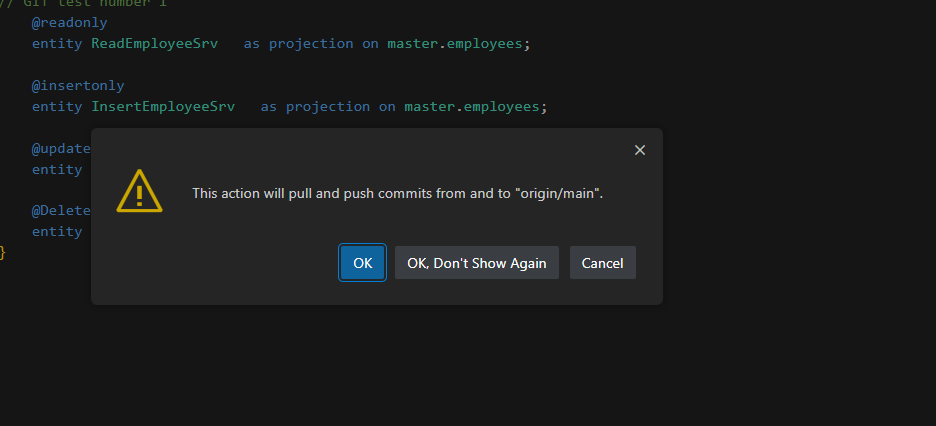 // GIT test number 1
@readonly
entity ReadEmployeeSrv as projection on master.employees;
@insertonly
entity InsertEmployeeSrv as projection on master.employees;
@update
entity
@Delete
entity
}
This action will pull and push commits from and to "origin/main".
OK
OK, Don't Show Again
Cancel